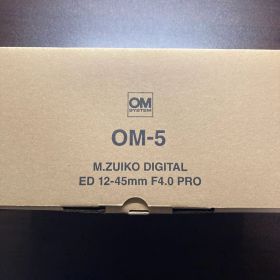 OM
SYSTEM
OM-5
M.ZUIKO DIGITAL
ED 12-45mm F4.0 PRO